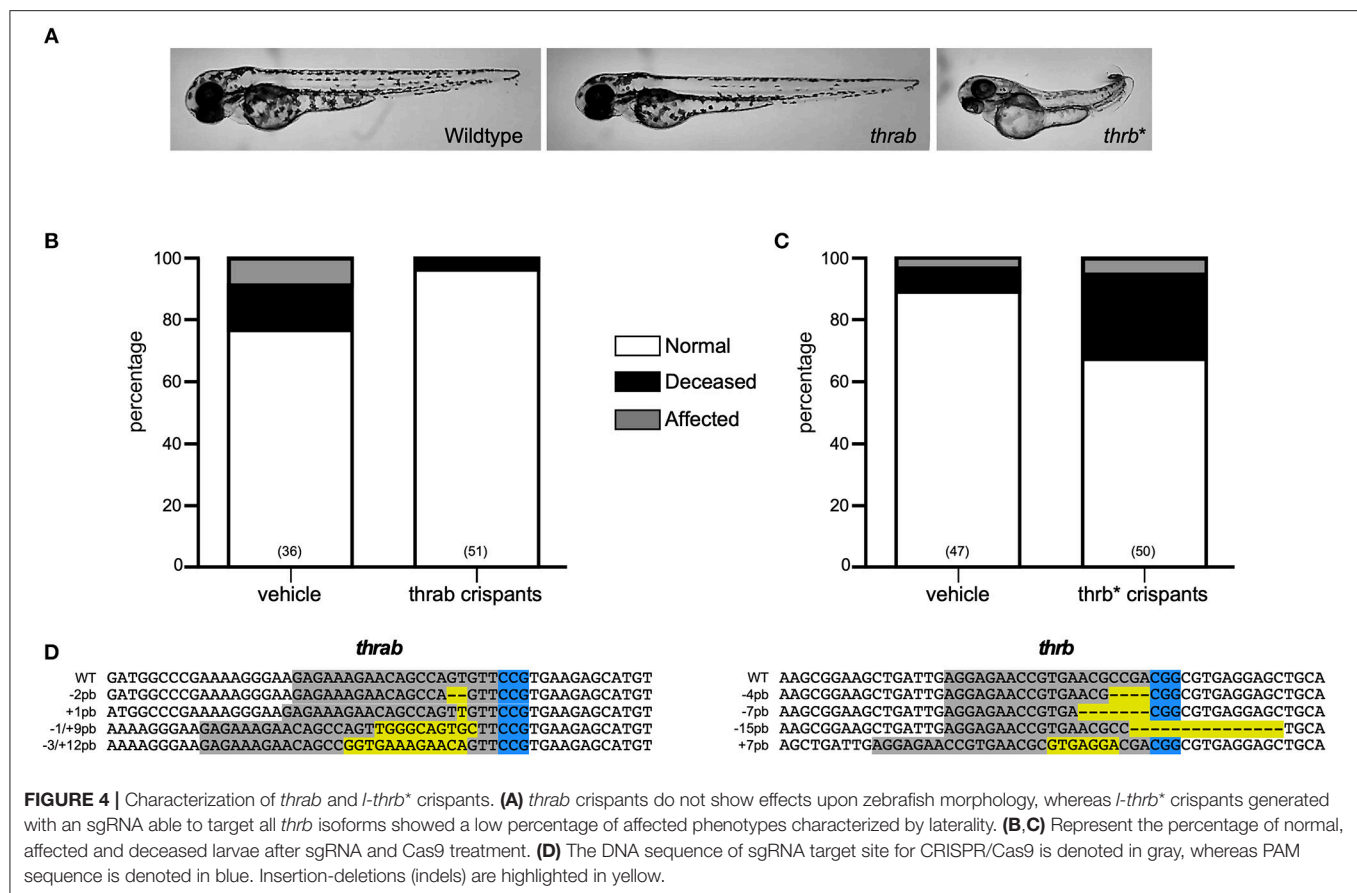 A
Wildtype
thrab
thrb*
B
percentage
100
80
60
40
20
0
(36)
(51)
vehicle
thrab crispants
Normal
Deceased
Affected
C
percentage
100
80
60
40
20
0
(47)
(50)
vehicle
thrb* crispants
D
thrab
WT GATGGCCCGAAAAGGGAAGAGAAAGAACAGCCAGTGTTCCGTGAAGAGCATGT
-2pb GATGGCCCGAAAAGGGAAGAGAAAGAACAGCCA--GTTCCGTGAAGAGCATGT
+1pb ATGGCCCGAAAAGGGAAGAGAAAGAACAGCCAGTTGTTCCGTGAAGAGCATGT
-1/+9pb AAAAGGGAAGAGAAAGAACAGCCAGTTGGGCAGTGCTTCCGTGAAGAGCATGT
-3/+12pb AAAAGGGAAGAGAAAGAACAGCCGGTGAAAGAACAGTTCCGTGAAGAGCATGT
thrb
WT AAGCGGAAGCTGATTGAGGAGAACCGTGAACGCCGACGGCGTGAGGAGCTGCA
-4pb AAGCGGAAGCTGATTGAGGAGAACCGTGAACG----CGGCGTGAGGAGCTGCA
-7pb AAGCGGAAGCTGATTGAGGAGAACCGTGA-------CGGCGTGAGGAGCTGCA
-15pb AAGCGGAAGCTGATTGAGGAGAACCGTGAACGCC---------------TGCA
+7pb AGCTGATTGAGGAGAACCGTGAACGCGTGAGGACGACGGCGTGAGGAGCTGCA
FIGURE 4 | Characterization of thrab and l-thrb* crispants. (A) thrab crispants do not show effects upon zebrafish morphology, whereas l-thrb* crispants generated
with an sgRNA able to target all thrb isoforms showed a low percentage of affected phenotypes characterized by laterality. (B,C) Represent the percentage of normal,
affected and deceased larvae after sgRNA and Cas9 treatment. (D) The DNA sequence of sgRNA target site for CRISPR/Cas9 is denoted in gray, whereas PAM
sequence is denoted in blue. Insertion-deletions (indels) are highlighted in yellow.